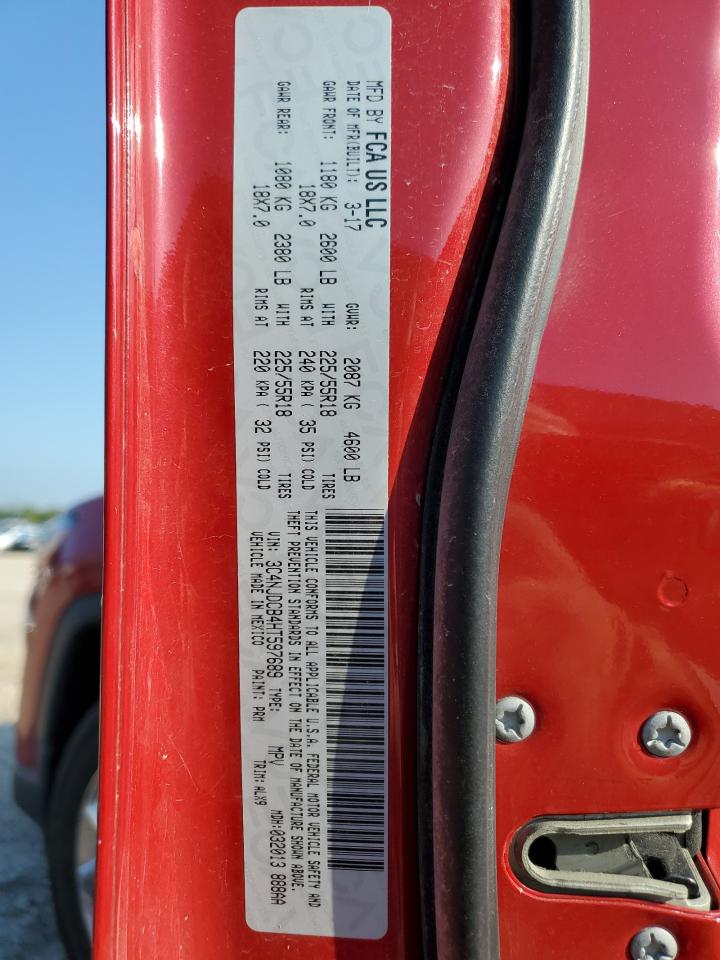 MFD BY FCA US LLC
DATE OF MFR(BUILT): 3-17 GVWR: 2087 KG 4600 LB
GAWR FRONT: 1180 KG 2600 LB WITH 225/55R18 TIRES
18X7.0 RIMS AT 240 KPA ( 35 PSI) COLD
GAWR REAR: 1080 KG 2380 LB WITH 225/55R18 TIRES
18X7.0 RIMS AT 220 KPA ( 32 PSI) COLD
THIS VEHICLE CONFORMS TO ALL APPLICABLE U.S.A. FEDERAL MOTOR VEHICLE SAFETY AND
THEFT PREVENTION STANDARDS IN EFFECT ON THE DATE OF MANUFACTURE SHOWN ABOVE.
VIN: 3C4NJDCB4HT597689 TYPE: MPV MDH:032013 888AA
VEHICLE MADE IN MEXICO PAINT: PRM TRIM: ALX9